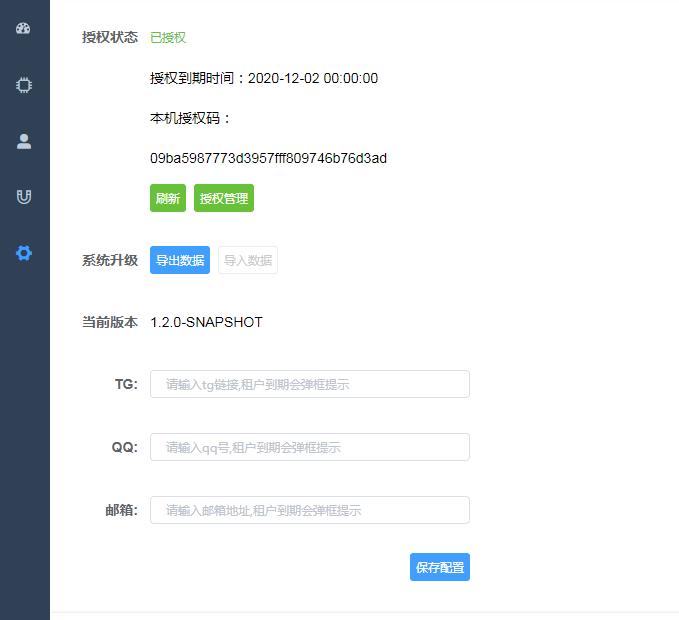 授权状态 已授权
授权到期时间：2020-12-02 00:00:00
本机授权码：
09ba5987773d3957fff809746b76d3ad
刷新 授权管理
系统升级 导出数据 导入数据
当前版本 1.2.0-SNAPSHOT
TG: 请输入tg链接,租户到期会弹框提示
QQ: 请输入qq号,租户到期会弹框提示
邮箱: 请输入邮箱地址,租户到期会弹框提示
保存配置